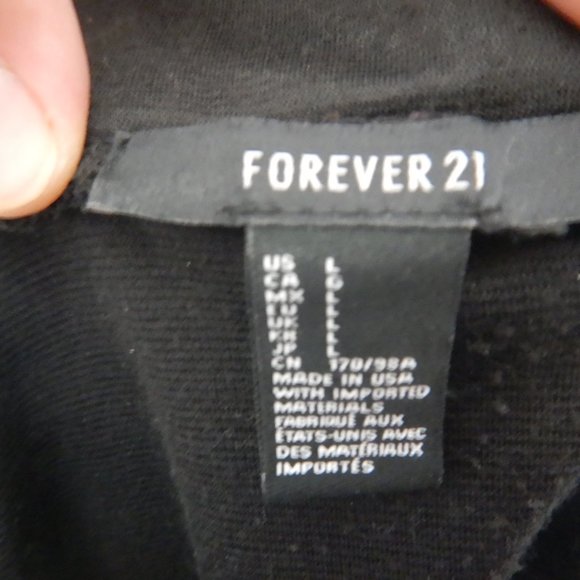 FOREVER 21
US L
CA G
MX L
EU L
UK L
KR L
JP L
CN 170/98A
MADE IN USA
WITH IMPORTED
MATERIALS
FABRIQUÉ AUX
ÉTATS-UNIS AVEC
DES MATÉRIAUX
IMPORTÉS